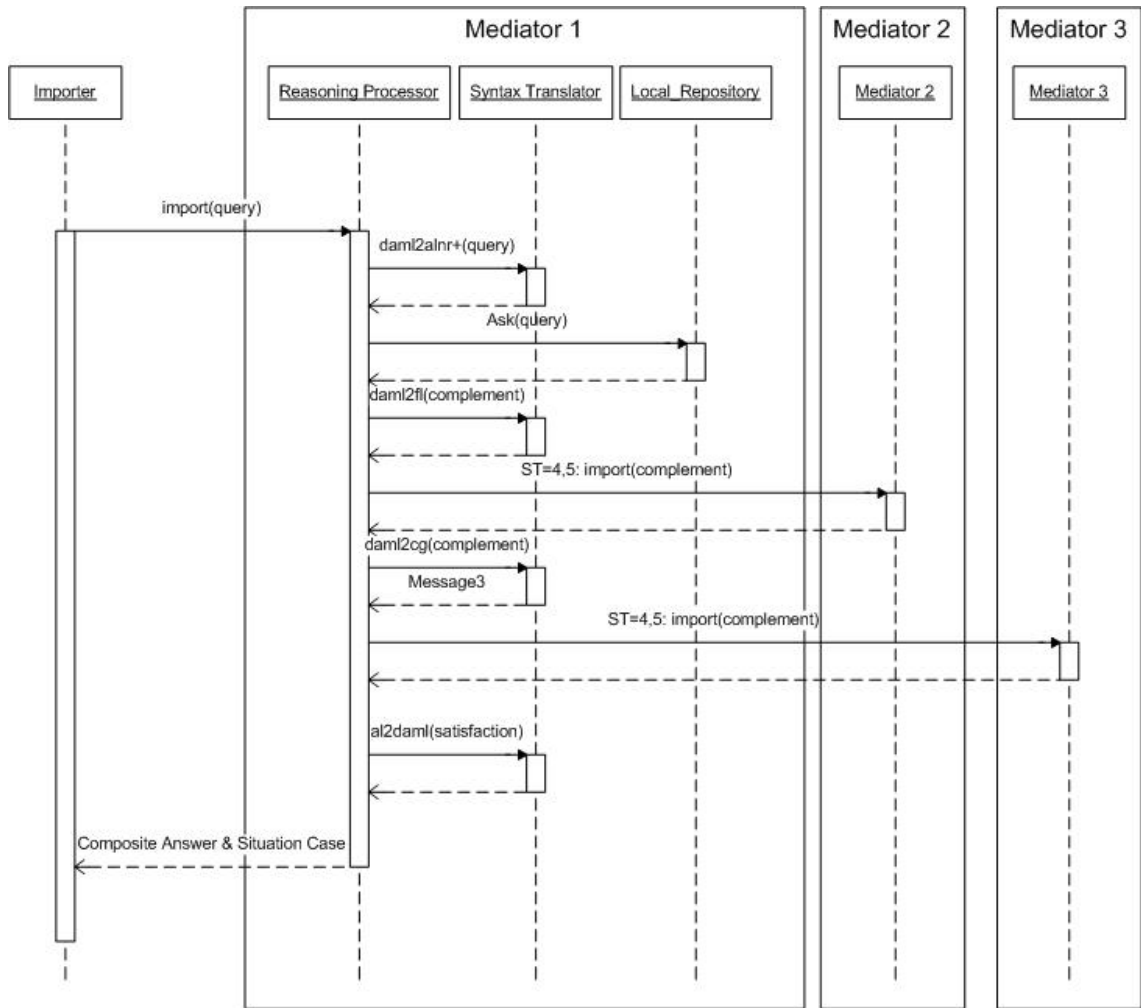 Mediator 1
Mediator 2
Mediator 3
Importer
Reasoning Processor
Syntax Translator
Local_Repository
Mediator 2
Mediator 3
import(query)
daml2alnr+(query)
Ask(query)
daml2fl(complement)
ST=4,5: import(complement)
daml2cg(complement)
Message3
ST=4,5: import(complement)
al2daml(satisfaction)
Composite Answer & Situation Case